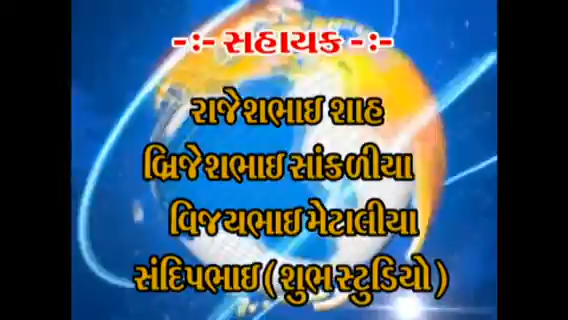 -ઃ- સહાયક -ઃ-
રાજેશભાઇ શાહ
બ્રિજેશભાઇ સાંકળીયા
વિજયભાઇ મેટાલીયા
સંદિપભાઇ ( શુભ સ્ટુડિયો )